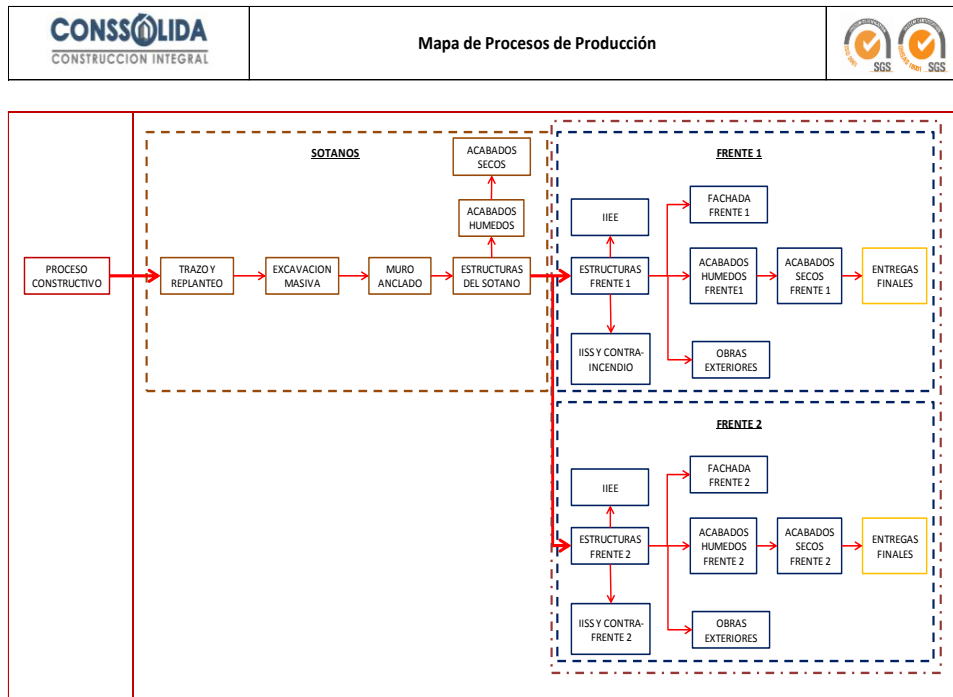 CONSSÓLIDA
CONSTRUCCION INTEGRAL
Mapa de Procesos de Producción
SGS
SGS
SOTANOS
ACABADOS
SECOS
ACABADOS
HUMEDOS
PROCESO
CONSTRUCTIVO
TRAZO Y
REPLANTEO
EXCAVACION
MASIVA
MURO
ANCLADO
ESTRUCTURAS
DEL SOTANO
FRENTE 1
IIEE
FACHADA
FRENTE 1
ESTRUCTURAS
FRENTE 1
ACABADOS
HUMEDOS
FRENTE1
ACABADOS
SECOS
FRENTE 1
ENTREGAS
FINALES
IISS Y CONTRA-
INCENDIO
OBRAS
EXTERIORES
FRENTE 2
IIEE
FACHADA
FRENTE 2
ESTRUCTURAS
FRENTE 2
ACABADOS
HUMEDOS
FRENTE 2
ACABADOS
SECOS
FRENTE 2
ENTREGAS
FINALES
IISS Y CONTRA-
FRENTE 2
OBRAS
EXTERIORES